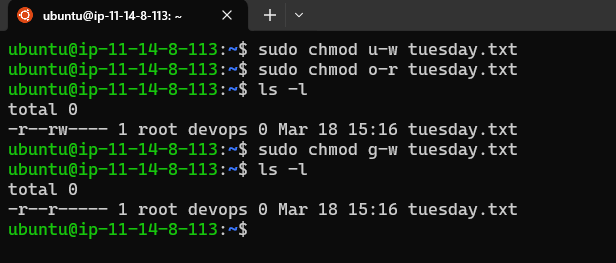 ubuntu@ip-11-14-8-113: ~
ubuntu@ip-11-14-8-113:~$ sudo chmod u-w tuesday.txt
ubuntu@ip-11-14-8-113:~$ sudo chmod o-r tuesday.txt
ubuntu@ip-11-14-8-113:~$ ls -l
total 0
-r--rw---- 1 root devops 0 Mar 18 15:16 tuesday.txt
ubuntu@ip-11-14-8-113:~$ sudo chmod g-w tuesday.txt
ubuntu@ip-11-14-8-113:~$ ls -l
total 0
-r--r----- 1 root devops 0 Mar 18 15:16 tuesday.txt
ubuntu@ip-11-14-8-113:~$